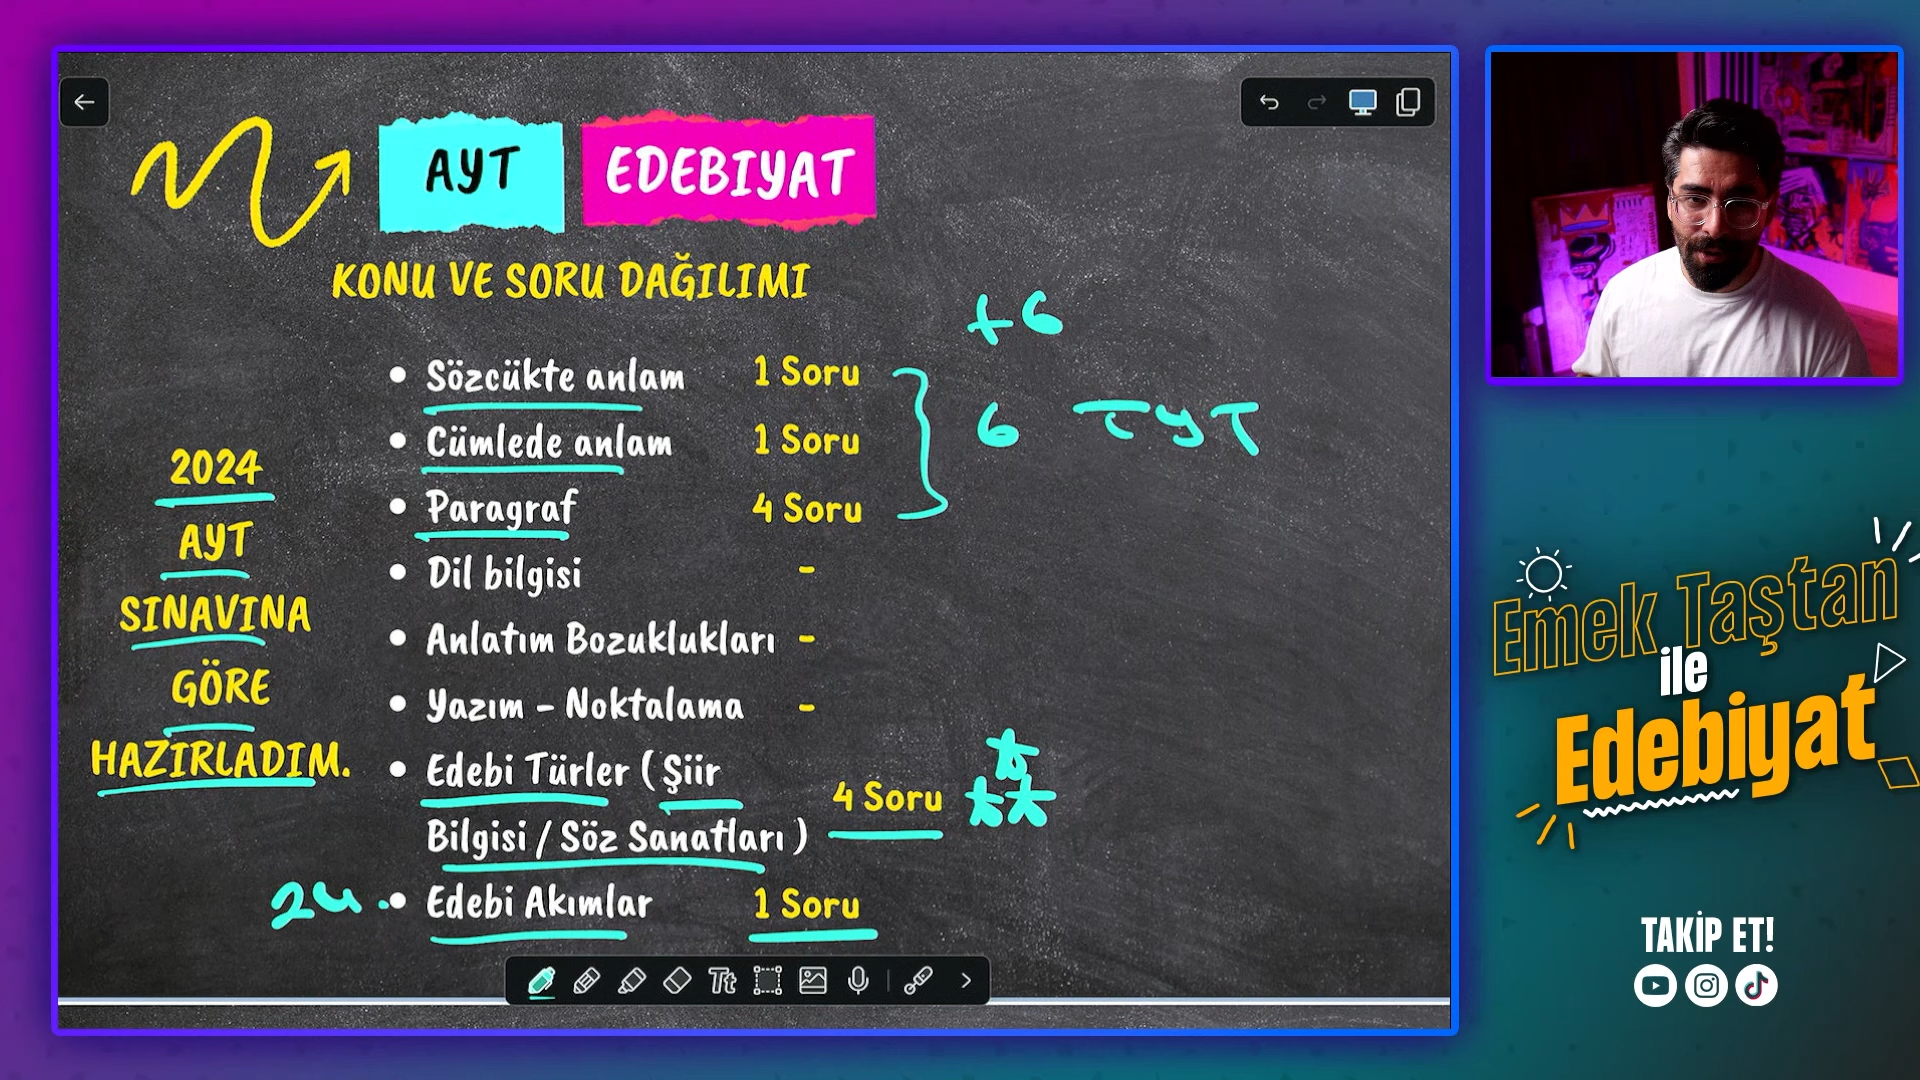 AYT EDEBIYAT
KONU VE SORU DAĞILIMI
+6
• Sözcükte anlam 1 Soru
• Cümlede anlam 1 Soru
6 TYT
• Paragraf 4 Soru
• Dil bilgisi -
• Anlatım Bozuklukları -
• Yazım - Noktalama -
• Edebi Türler ( Şiir
Bilgisi / Söz Sanatları ) 4 Soru
24. • Edebi Akımlar 1 Soru
2024
AYT
SINAVINA
GÖRE
HAZIRLADIM.
Tt
Emek Taştan
ile
Edebiyat
TAKİP ET!